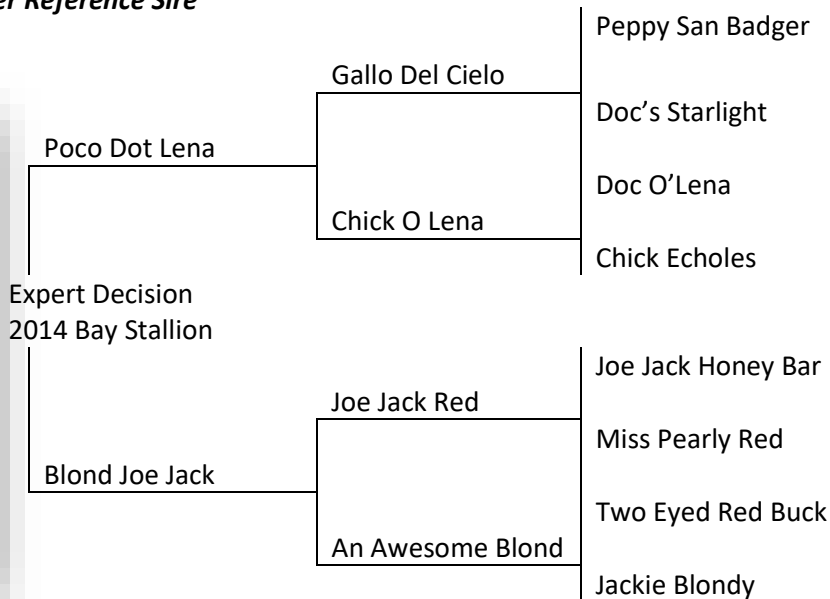 Reference Sire
Peppy San Badger
Gallo Del Cielo
Doc's Starlight
Poco Dot Lena
Doc O'Lena
Chick O Lena
Chick Echoles
Expert Decision
2014 Bay Stallion
Joe Jack Honey Bar
Joe Jack Red
Miss Pearly Red
Blond Joe Jack
Two Eyed Red Buck
An Awesome Blond
Jackie Blondy